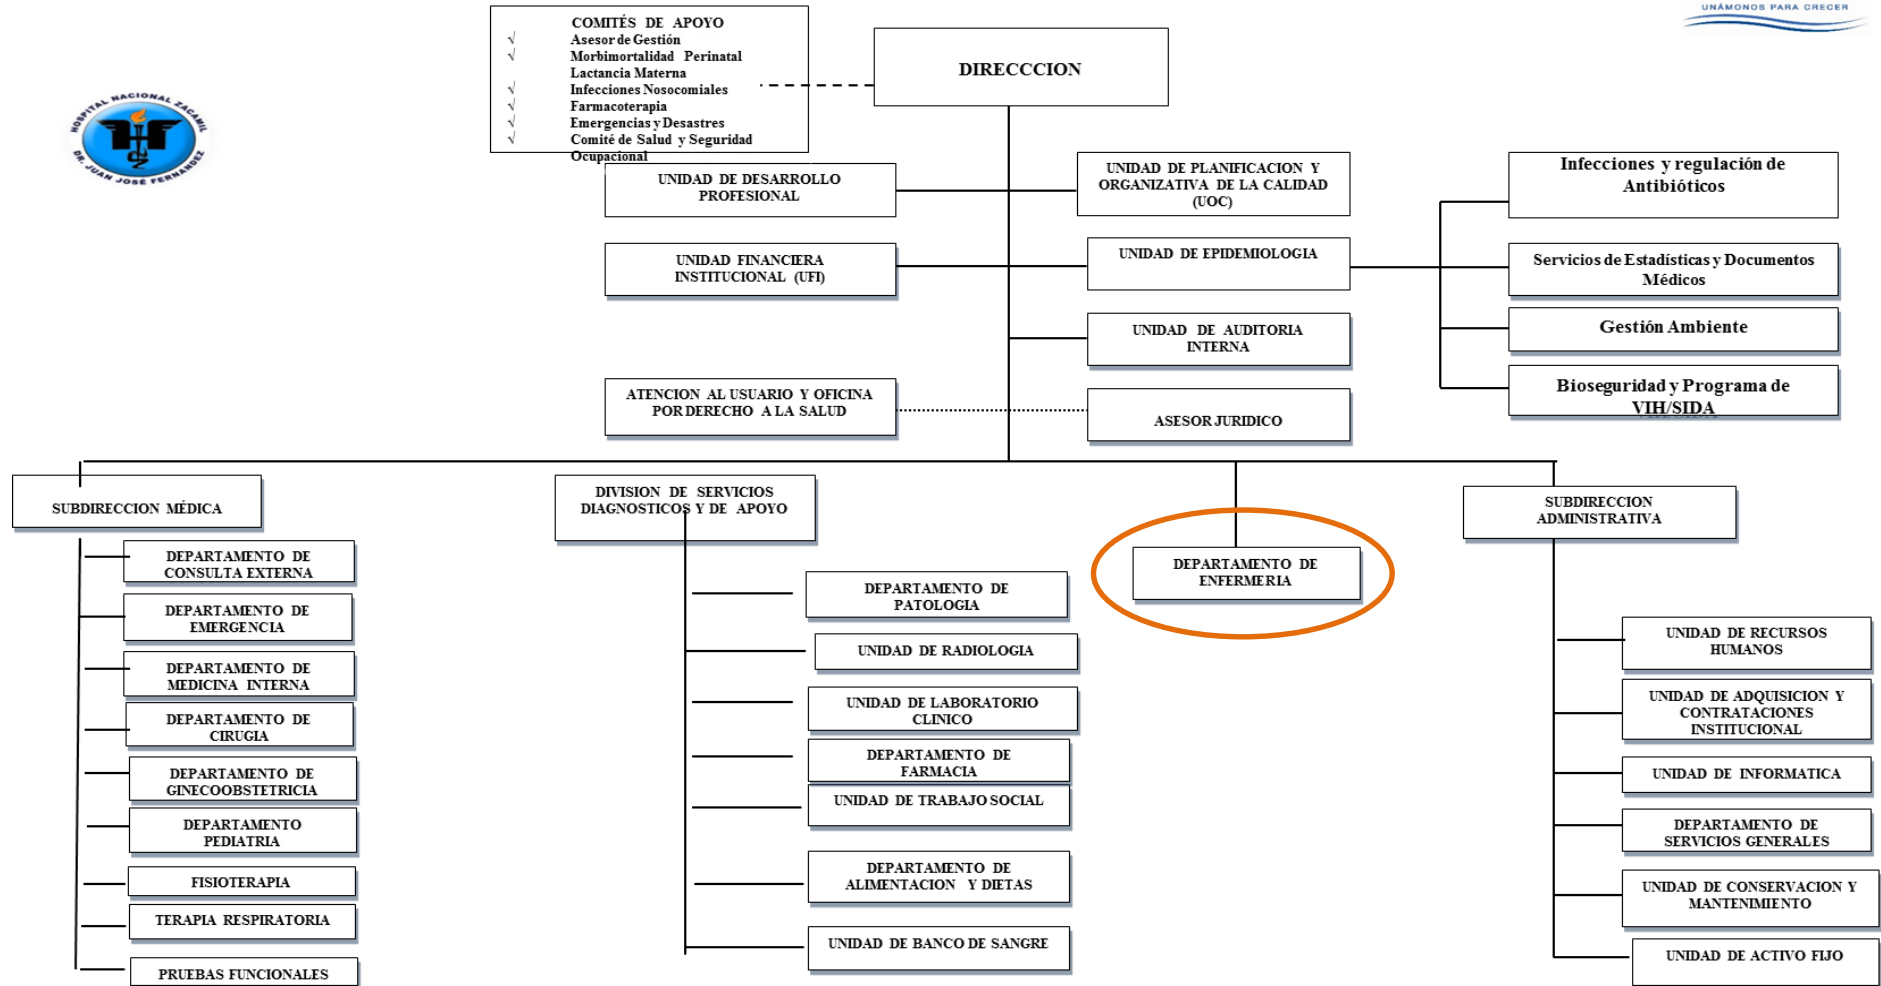 UNÁMONOS PARA CRECER
COMITÉS DE APOYO
√ Asesor de Gestión
√ Morbimortalidad Perinatal
Lactancia Materna
√ Infecciones Nosocomiales
√ Farmacoterapia
√ Emergencias y Desastres
√ Comité de Salud y Seguridad
Ocupacional
DIRECCCION
HOSPITAL NACIONAL ZACAMIL
DR. JUAN JOSÉ FERNANDEZ
UNIDAD DE DESARROLLO
PROFESIONAL
UNIDAD DE PLANIFICACION Y
ORGANIZATIVA DE LA CALIDAD
(UOC)
Infecciones y regulación de
Antibióticos
UNIDAD FINANCIERA
INSTITUCIONAL (UFI)
UNIDAD DE EPIDEMIOLOGIA
Servicios de Estadísticas y Documentos
Médicos
UNIDAD DE AUDITORIA
INTERNA
Gestión Ambiente
ATENCION AL USUARIO Y OFICINA
POR DERECHO A LA SALUD
ASESOR JURIDICO
Bioseguridad y Programa de
VIH/SIDA
SUBDIRECCION MÉDICA
DIVISION DE SERVICIOS
DIAGNOSTICOS Y DE APOYO
DEPARTAMENTO DE
ENFERMERIA
SUBDIRECCION
ADMINISTRATIVA
DEPARTAMENTO DE
CONSULTA EXTERNA
DEPARTAMENTO DE
EMERGENCIA
DEPARTAMENTO DE
MEDICINA INTERNA
DEPARTAMENTO DE
CIRUGIA
DEPARTAMENTO DE
GINECOOBSTETRICIA
DEPARTAMENTO
PEDIATRIA
FISIOTERAPIA
TERAPIA RESPIRATORIA
PRUEBAS FUNCIONALES
DEPARTAMENTO DE
PATOLOGIA
UNIDAD DE RADIOLOGIA
UNIDAD DE LABORATORIO
CLINICO
DEPARTAMENTO DE
FARMACIA
UNIDAD DE TRABAJO SOCIAL
DEPARTAMENTO DE
ALIMENTACION Y DIETAS
UNIDAD DE BANCO DE SANGRE
UNIDAD DE RECURSOS
HUMANOS
UNIDAD DE ADQUISICION Y
CONTRATACIONES
INSTITUCIONAL
UNIDAD DE INFORMATICA
DEPARTAMENTO DE
SERVICIOS GENERALES
UNIDAD DE CONSERVACION Y
MANTENIMIENTO
UNIDAD DE ACTIVO FIJO